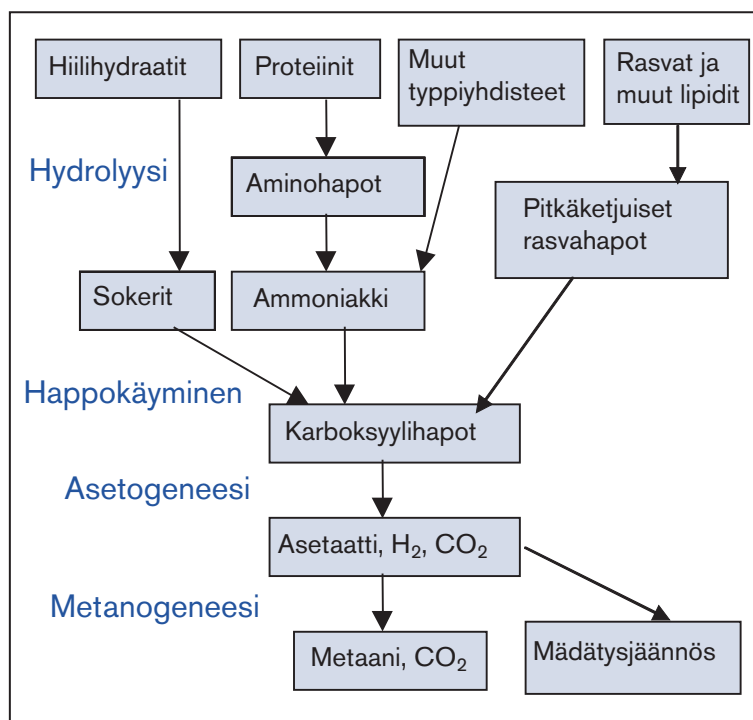 Hiilihydraatit
Proteiinit
Muut
typpiyhdisteet
Rasvat ja
muut lipidit
Hydrolyysi
Aminohapot
Pitkäketjuiset
rasvahapot
Sokerit
Ammoniakki
Happokäyminen
Karboksyylihapot
Asetogeneesi
Asetaatti, H₂, CO₂
Metanogeneesi
Metaani, CO₂
Mädätysjäännös